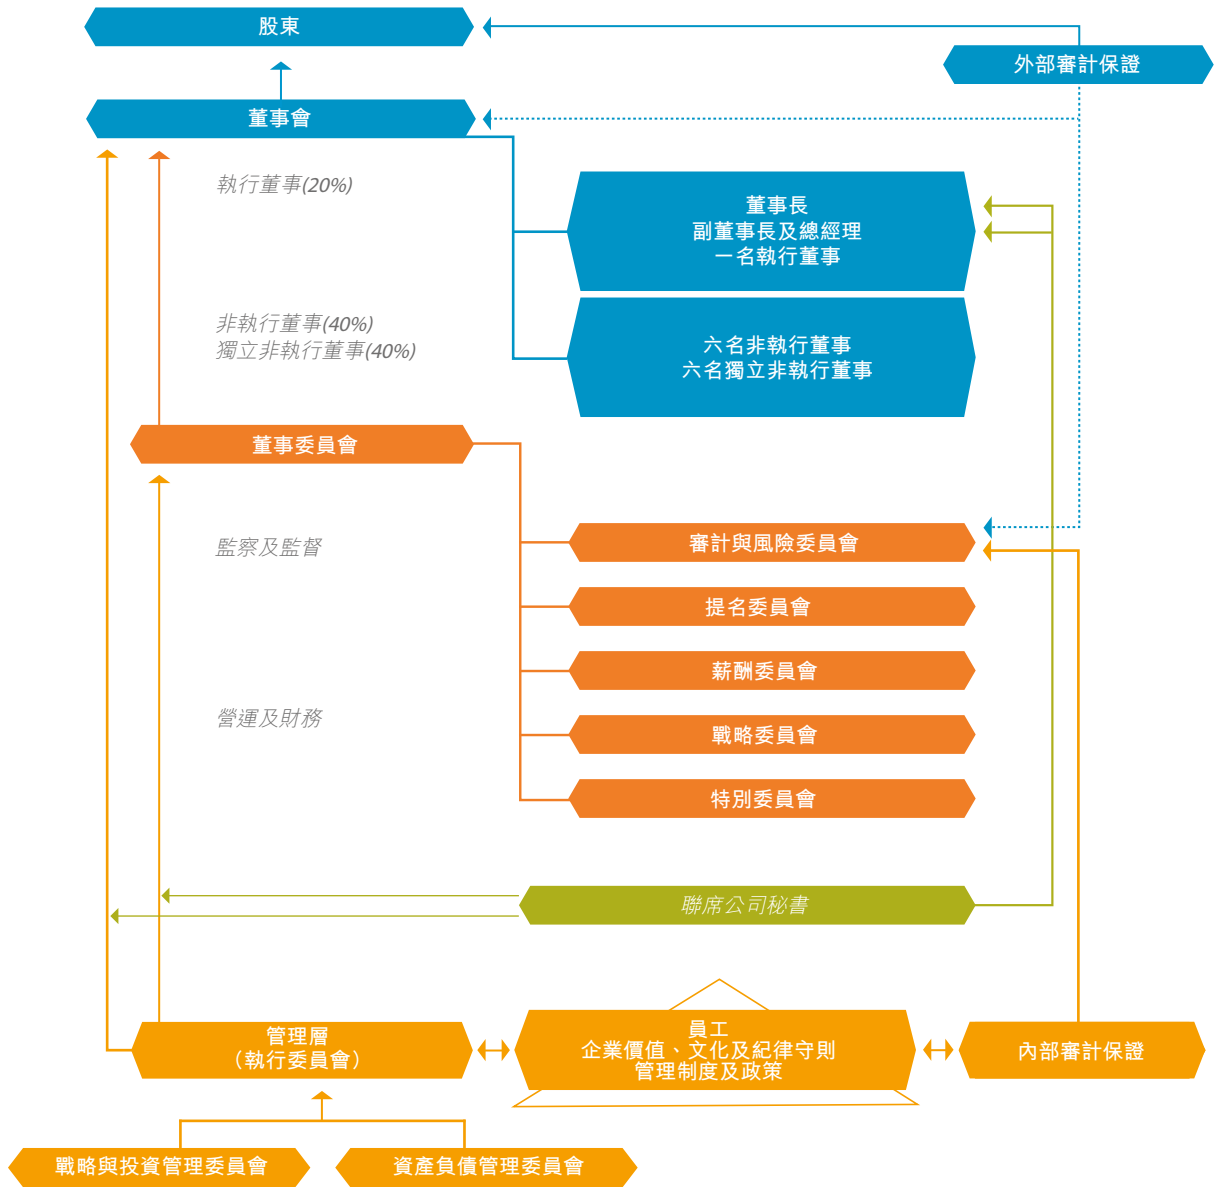 股東
外部審計保證
董事會
執行董事(20%)
董事長
副董事長及總經理
一名執行董事
非執行董事(40%)
獨立非執行董事(40%)
六名非執行董事
六名獨立非執行董事
董事委員會
監察及監督
審計與風險委員會
提名委員會
薪酬委員會
營運及財務
戰略委員會
特別委員會
聯席公司秘書
管理層
（執行委員會）
員工
企業價值、文化及紀律守則
管理制度及政策
內部審計保證
戰略與投資管理委員會
資產負債管理委員會